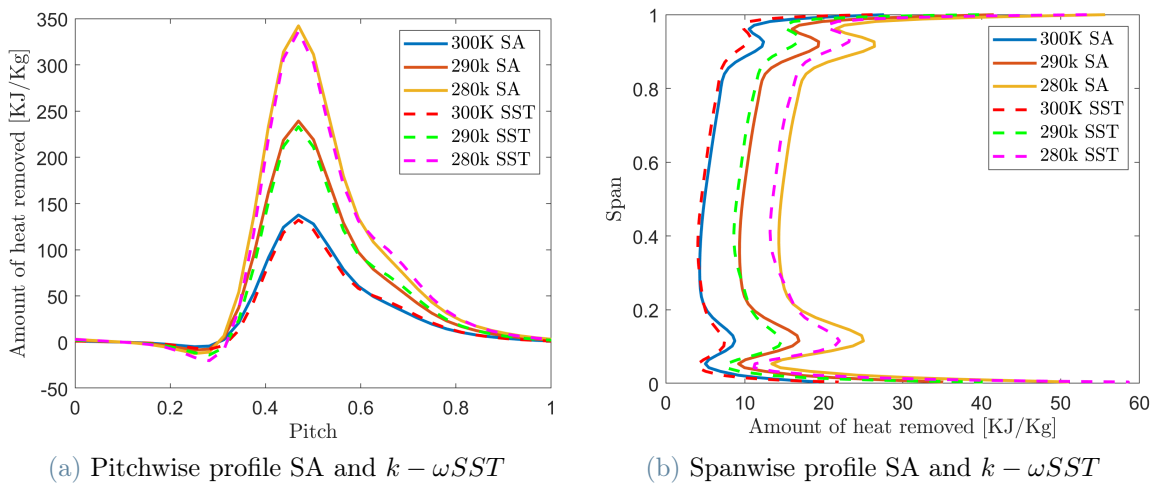 Amount of heat removed [KJ/Kg]
350
300
250
200
150
100
50
0
-50
0
0.2
0.4
0.6
0.8
1
Pitch
300K SA
290k SA
280k SA
300K SST
290k SST
280k SST
(a) Pitchwise profile SA and k − ωSST
Span
1
0.8
0.6
0.4
0.2
0
0
10
20
30
40
50
60
Amount of heat removed [KJ/Kg]
300K SA
290k SA
280k SA
300K SST
290k SST
280k SST
(b) Spanwise profile SA and k − ωSST